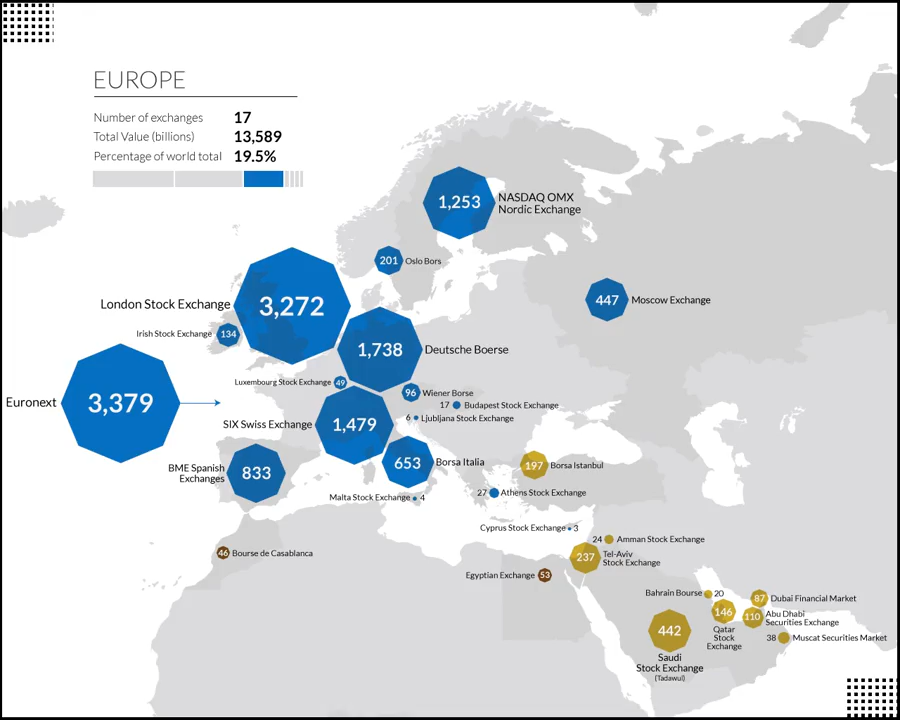 EUROPE
Number of exchanges 17
Total Value (billions) 13,589
Percentage of world total 19.5%
1,253
NASDAQ OMX
Nordic Exchange
201 Oslo Bors
London Stock Exchange 3,272
447 Moscow Exchange
Irish Stock Exchange 134
1,738 Deutsche Boerse
Luxembourg Stock Exchange 49
96 Wiener Borse
Euronext 3,379
17 Budapest Stock Exchange
6 Ljubljana Stock Exchange
SIX Swiss Exchange 1,479
653 Borsa Italia
BME Spanish
Exchanges
833
197 Borsa Istanbul
Malta Stock Exchange 4
27 Athens Stock Exchange
Cyprus Stock Exchange 3
24 Amman Stock Exchange
46 Bourse de Casablanca
237
Tel-Aviv
Stock Exchange
Egyptian Exchange 53
Bahrain Bourse 20
87 Dubai Financial Market
146
Qatar
Stock
Exchange
110
Abu Dhabi
Securities Exchange
38 Muscat Securities Market
442
Saudi
Stock Exchange
(Tadawul)